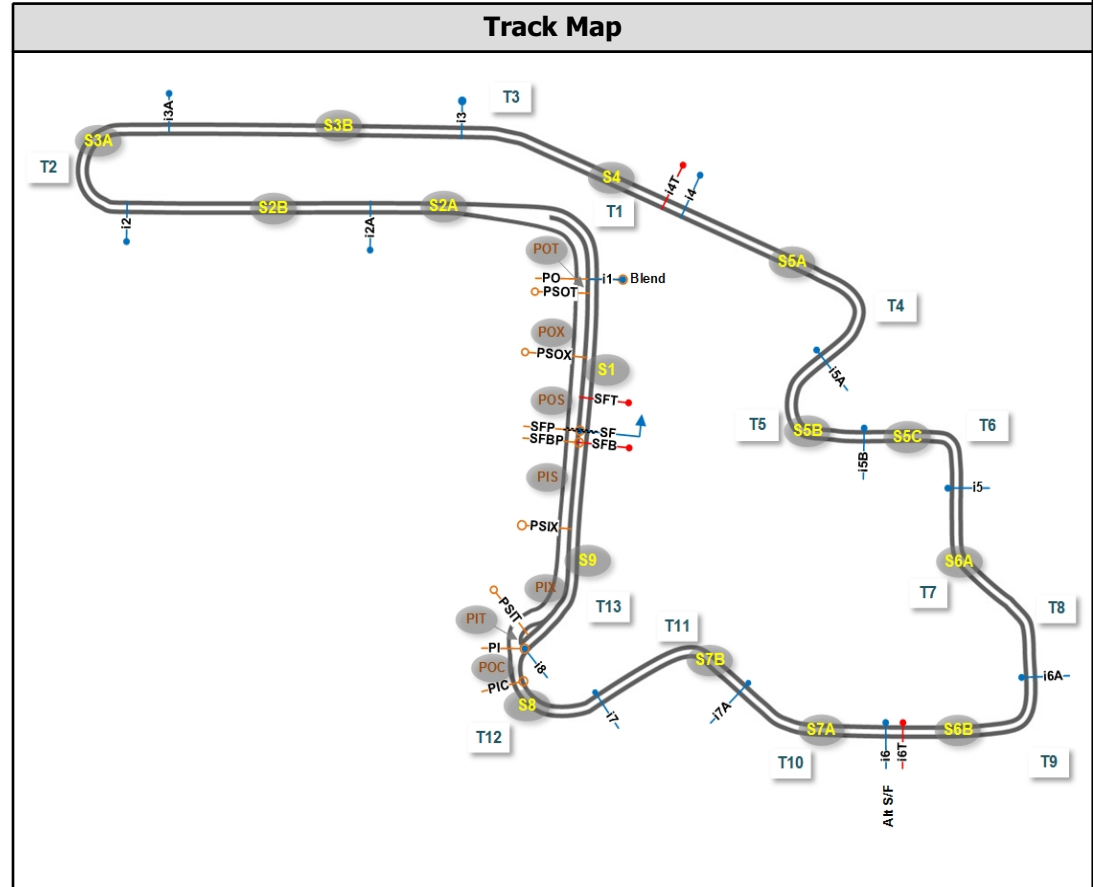 Track Map
i3A
S3B
i3
T3
S3A
T2
S4
i4T
i4
i2
S2B
i2A
S2A
T1
POT
PO
i1
Blend
PSOT
S5A
T4
POX
PSOX
S1
i5A
POS
SFT
SFP
SF
SFBP
SFB
T5
S5B
i5B
S5C
T6
PIS
i5
PSIX
S9
S6A
PIX
T7
PSIT
T13
T8
PIT
T11
PI
i8
POC
S7B
i6A
PIC
S8
i7
i7A
T12
S7A
i6
i6T
S6B
T10
T9
Alt S/F